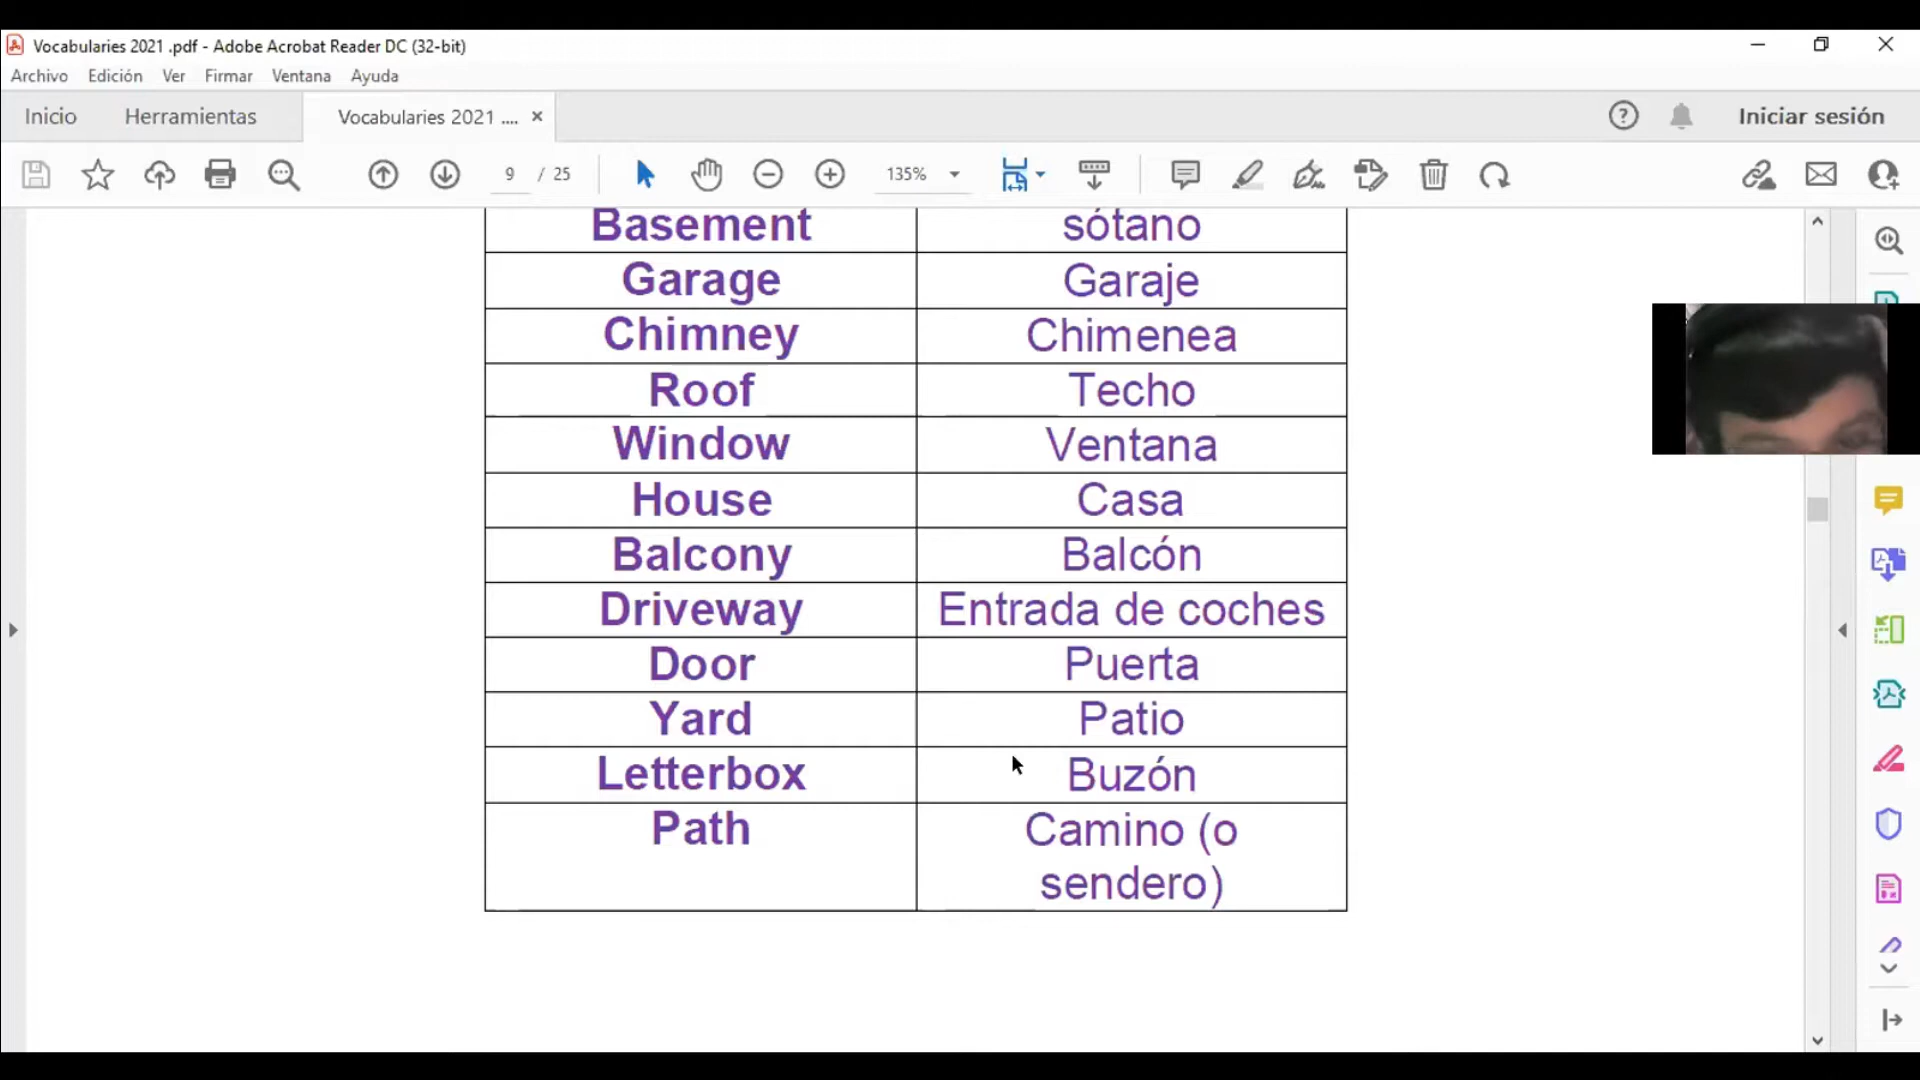 Vocabularies 2021 .pdf - Adobe Acrobat Reader DC (32-bit)
Archivo Edición Ver Firmar Ventana Ayuda
Inicio Herramientas Vocabularies 2021 .... × Iniciar sesión
9 / 25 135%
Basement sótano
Garage Garaje
Chimney Chimenea
Roof Techo
Window Ventana
House Casa
Balcony Balcón
Driveway Entrada de coches
Door Puerta
Yard Patio
Letterbox Buzón
Path Camino (o
sendero)